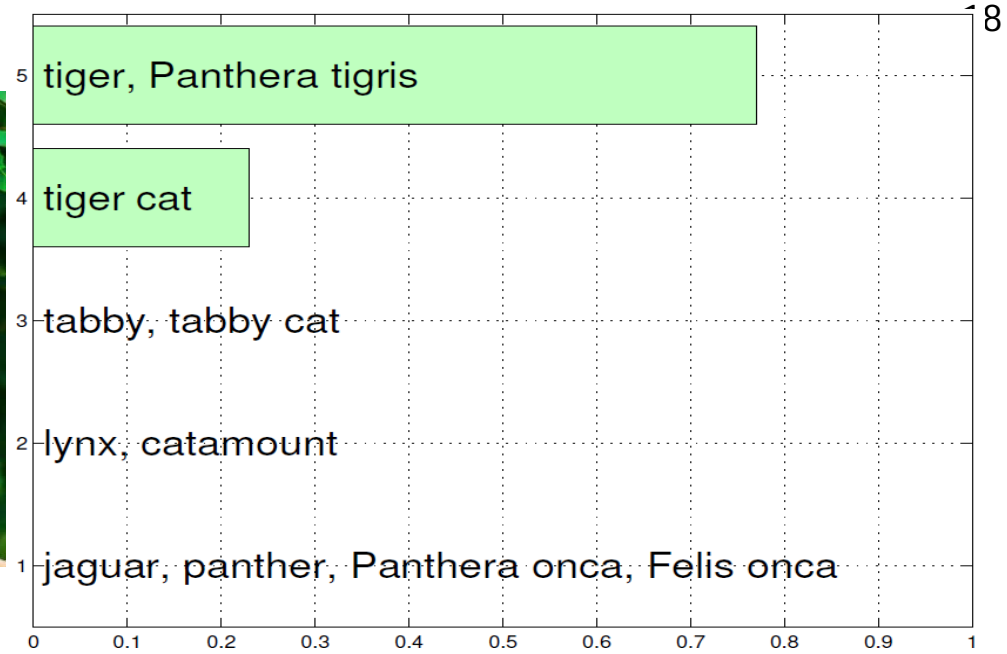 18
5 tiger, Panthera tigris
4 tiger cat
3 tabby, tabby cat
2 lynx, catamount
1 jaguar, panther, Panthera onca, Felis onca
0 0.1 0.2 0.3 0.4 0.5 0.6 0.7 0.8 0.9 1